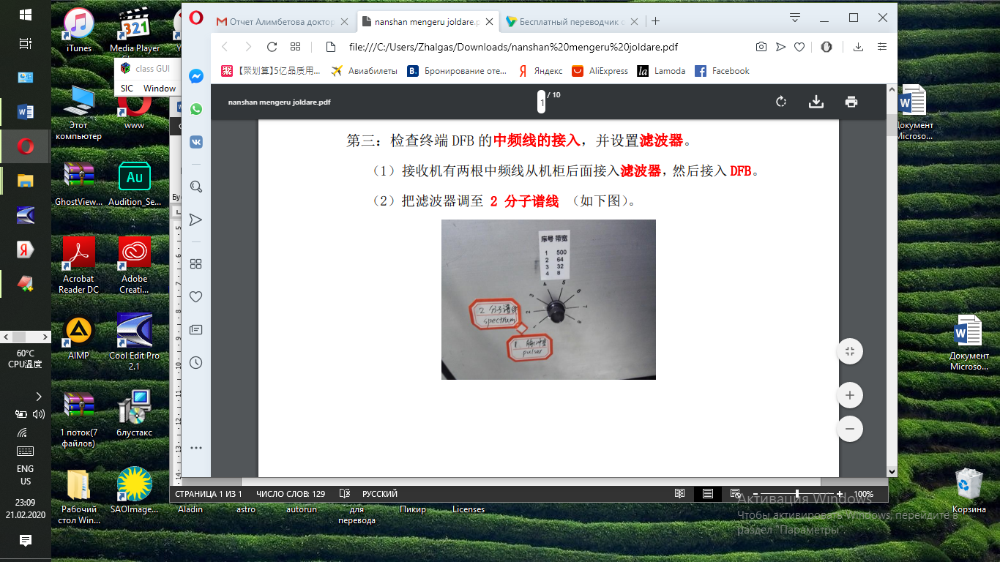 iTunes
Media Player
class GUI
SIC Window
Этот
компьютер
www
GhostView...
Audition_Se...
Acrobat
Reader DC
Adobe
Creati...
AIMP
Cool Edit Pro
2.1
1 поток(7
файлов)
блустакс
Рабочий
стол Win...
SAOImage...
Aladin
astro
autorun
для
перевода
Пикир
Licenses
60°C
CPU温度
ENG
US
23:09
21.02.2020
Отчет Алимбетова доктор
nanshan mengeru joldare.p
Бесплатный переводчик с
file:///C:/Users/Zhalgas/Downloads/nanshan%20mengeru%20joldare.pdf
【聚划算】5亿品质用...
Авиабилеты
Бронирование оте...
Яндекс
AliExpress
Lamoda
Facebook
nanshan mengeru joldare.pdf
1 / 10
第三：检查终端 DFB 的中频线的接入，并设置滤波器。
（1）接收机有两根中频线从机柜后面接入滤波器，然后接入 DFB。
（2）把滤波器调至 2 分子谱线 （如下图）。
序号 带宽
1 500
2 64
3 32
4 8
2 分子谱线
spectrum
1 脉冲星
pulsar
СТРАНИЦА 1 ИЗ 1
ЧИСЛО СЛОВ: 129
РУССКИЙ
100%
Документ
Microso...
Корзина
Активация Windows
Чтобы активировать Windows, перейдите в
раздел "Параметры".